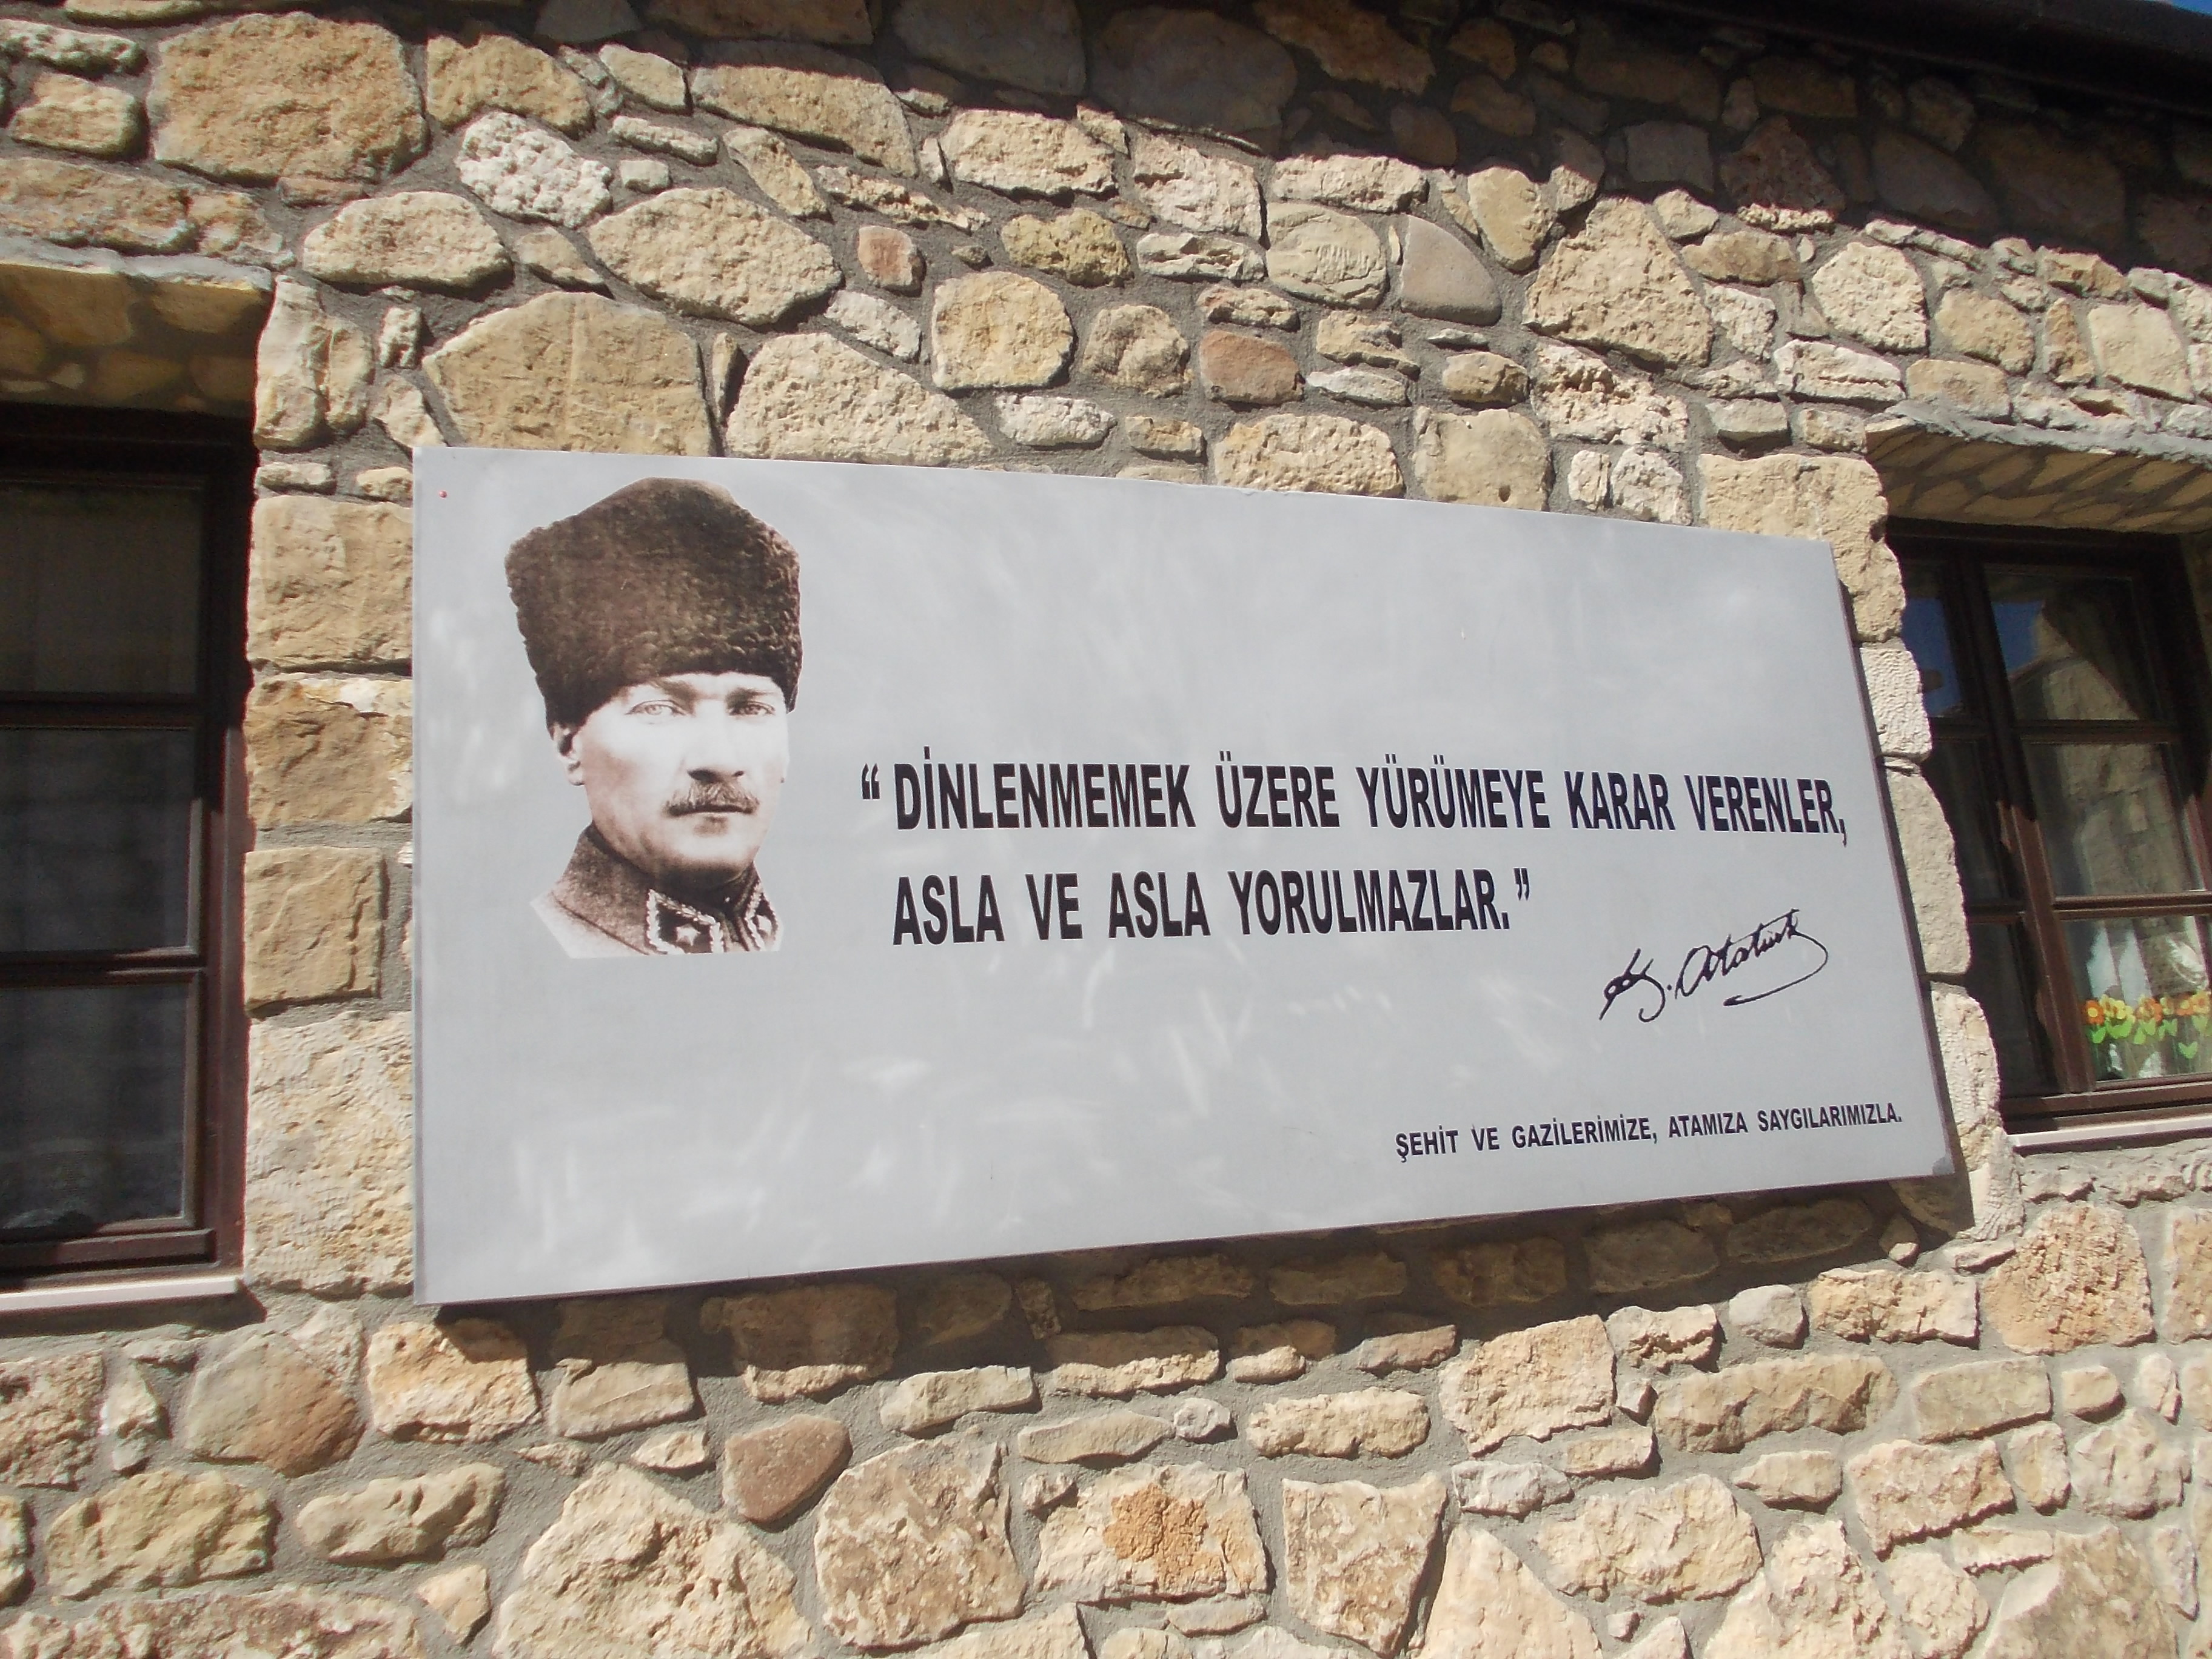 “ DİNLENMEMEK ÜZERE YÜRÜMEYE KARAR VERENLER,
ASLA VE ASLA YORULMAZLAR.”
K. Atatürk
ŞEHİT VE GAZİLERİMİZE, ATAMIZA SAYGILARIMIZLA.